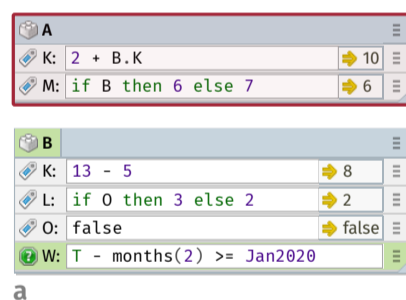 A
K: 2 + B.K 10
M: if B then 6 else 7 6
B
K: 13 - 5 8
L: if O then 3 else 2 2
O: false false
W: T - months(2) >= Jan2020
a